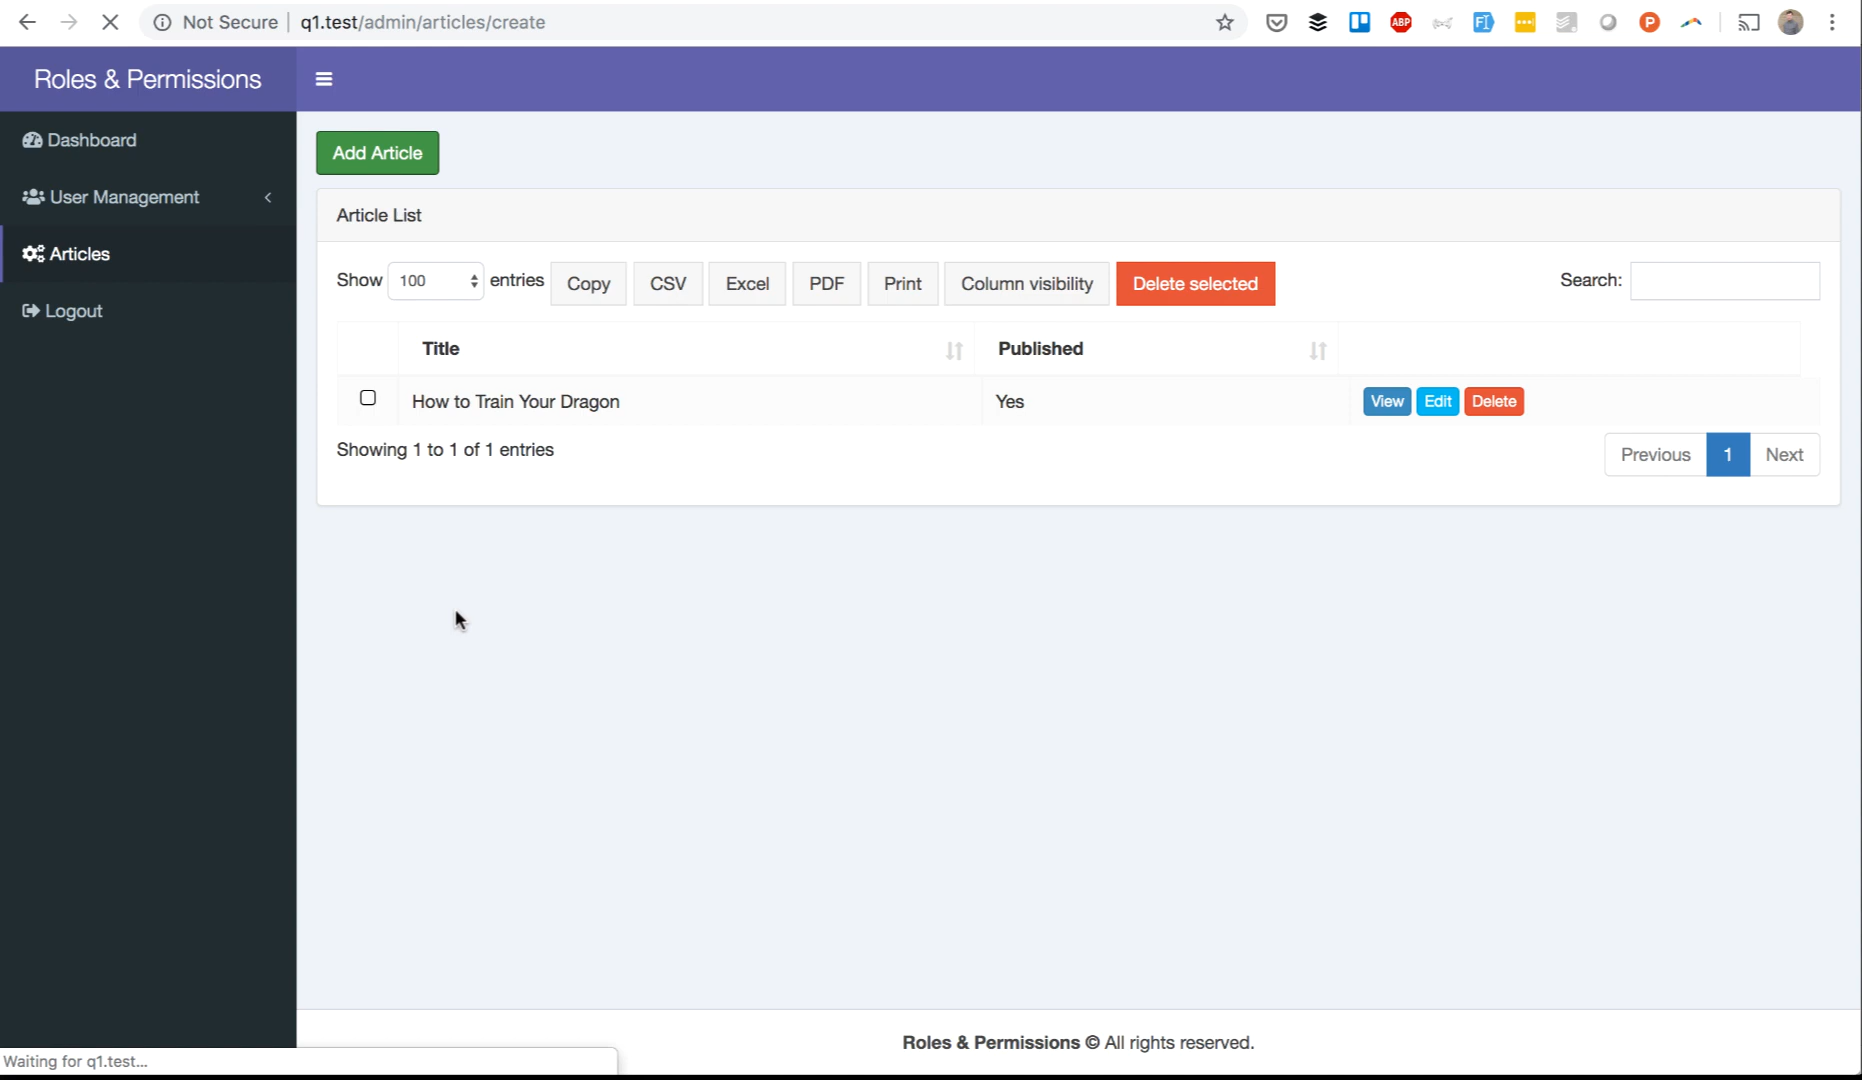 Not Secure | q1.test/admin/articles/create
ABP
F
P
Roles & Permissions
Dashboard
User Management
Articles
Logout
Add Article
Article List
Show 100 entries Copy CSV Excel PDF Print Column visibility Delete selected Search:
Title Published
How to Train Your Dragon Yes View Edit Delete
Showing 1 to 1 of 1 entries
Previous 1 Next
Roles & Permissions © All rights reserved.
Waiting for q1.test...